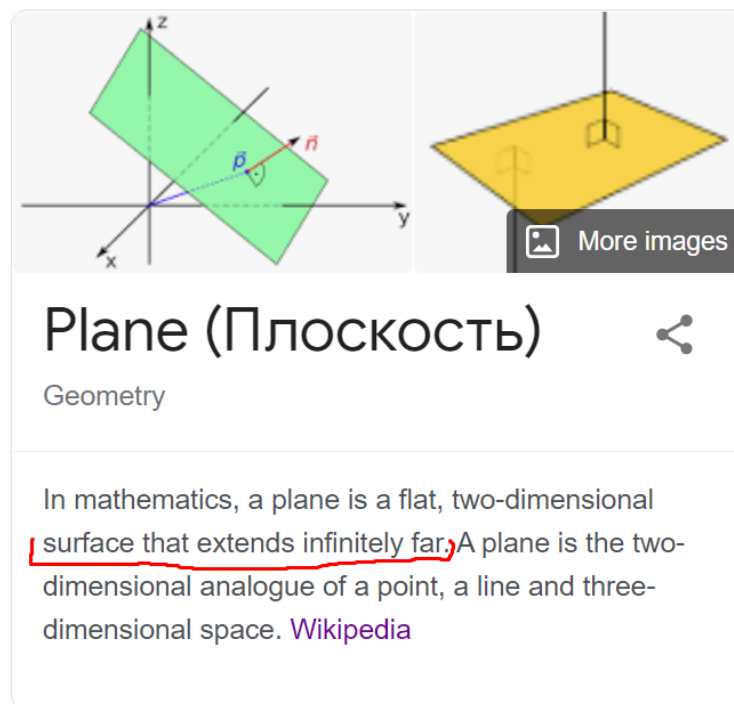 z
n
p
y
x
More images
Plane (Плоскость)
Geometry
In mathematics, a plane is a flat, two-dimensional
surface that extends infinitely far. A plane is the two-
dimensional analogue of a point, a line and three-
dimensional space. Wikipedia